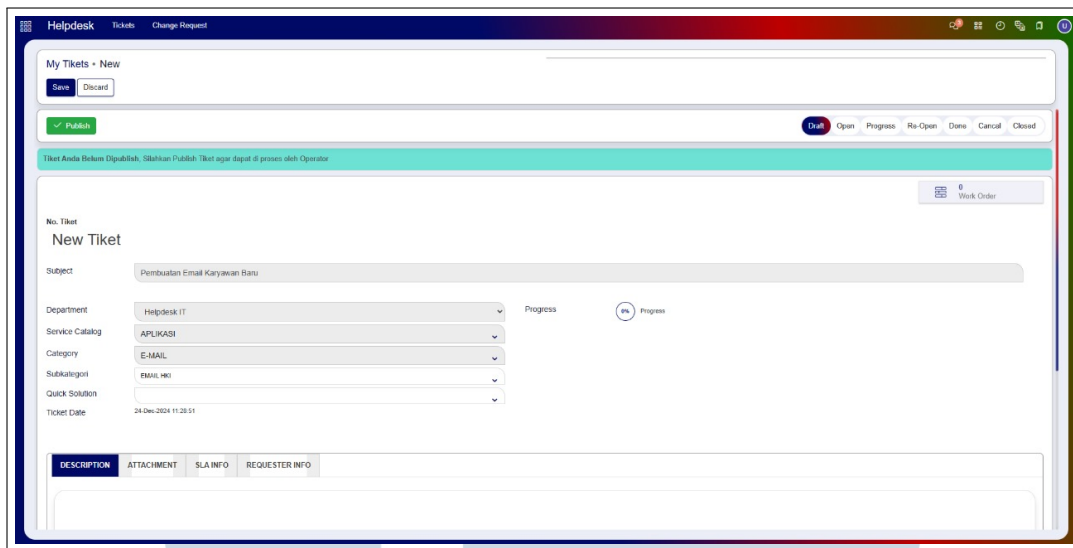 Helpdesk Tickets Change Request U
My Tikets • New
Save Discard
Publish Draft Open Progress Re-Open Done Cancal Closed
Tiket Anda Belum Dipublish, Silahkan Publish Tiket agar dapat di proses oleh Operator
0
Work Order
No. Tiket
New Tiket
Subject Pembuatan Email Karyawan Baru
Department Helpdesk IT Progress 0% Progress
Service Catalog APLIKASI
Category E-MAIL
Subkategori EMAIL HKI
Quick Solution
Ticket Date 24-Dec-2024 11:28:51
DESCRIPTION ATTACHMENT SLA INFO REQUESTER INFO